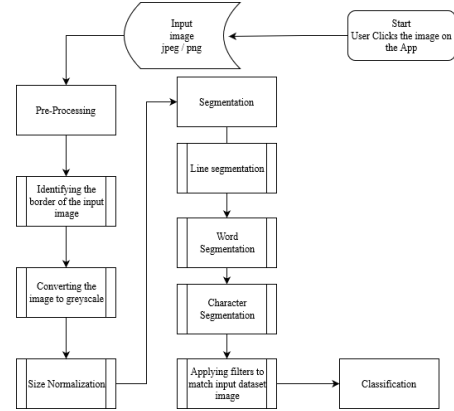 Start
User Clicks the image on
the App
Input
image
jpeg / png
Pre-Processing
Identifying the
border of the input
image
Converting the
image to greyscale
Size Normalization
Segmentation
Line segmentation
Word
Segmentation
Character
Segmentation
Applying filters to
match input dataset
image
Classification